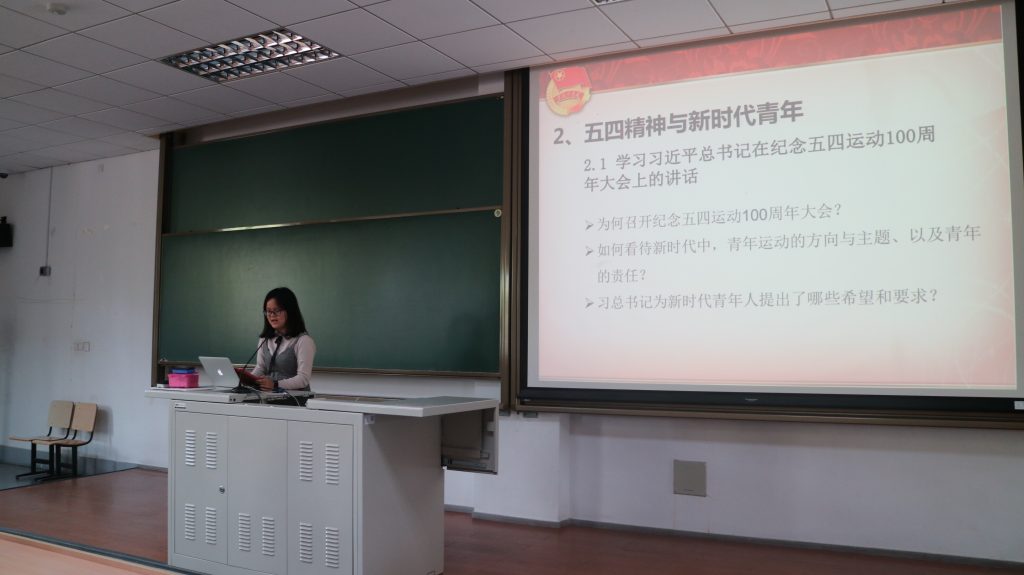 2、五四精神与新时代青年
2.1 学习习近平总书记在纪念五四运动100周
年大会上的讲话
➢为何召开纪念五四运动100周年大会？
➢如何看待新时代中，青年运动的方向与主题、以及青年
的责任？
➢习总书记为新时代青年人提出了哪些希望和要求？